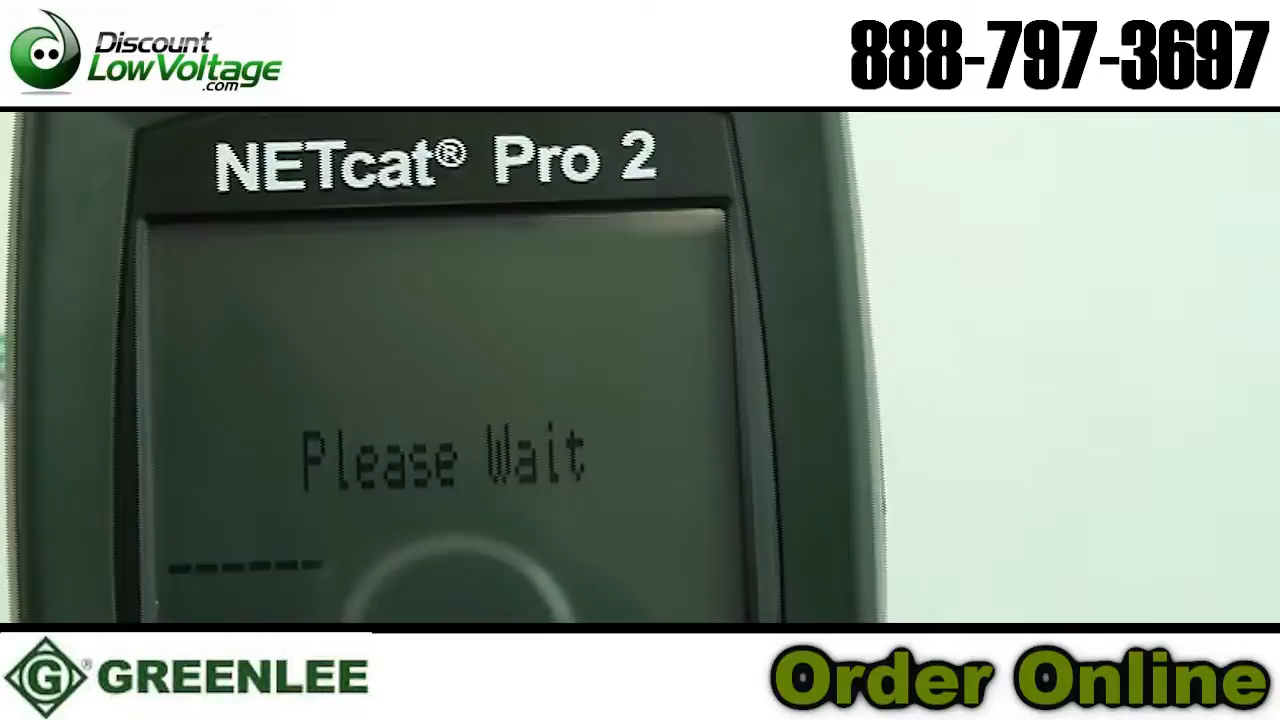 Discount
LowVoltage
.com
888-797-3697
NETcat® Pro 2
Please Wait
G® GREENLEE
Order Online